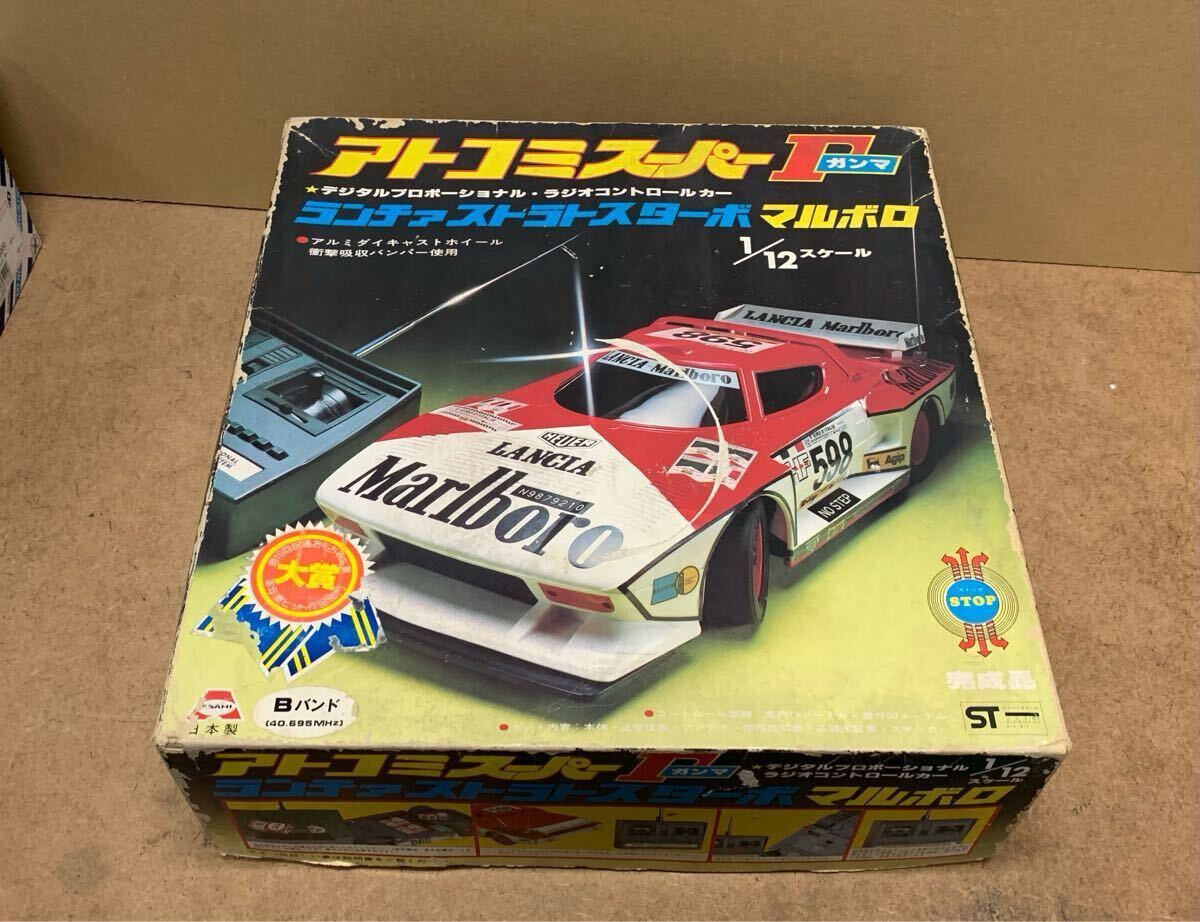 アトコミスーパーΓ
ガンマ
★デジタルプロポーショナル・ラジオコントロールカー
ランチァ ストラトスターボ マルボロ
●アルミダイキャストホイール
衝撃吸収バンパー使用
1/12スケール
LANCIA Marlboro
598
LANCIA Marlboro
LANCIA
Marlboro
N9879210
HF
598
Agip
NO STEP
大賞
ストップ
STOP
完成品
ASAHI
日本製
Bバンド
(40.695MHz)
ST
アトコミスーパーΓ
ガンマ
★デジタルプロポーショナル
ラジオコントロールカー
1/12
スケール
ランチァ ストラトスターボ マルボロ